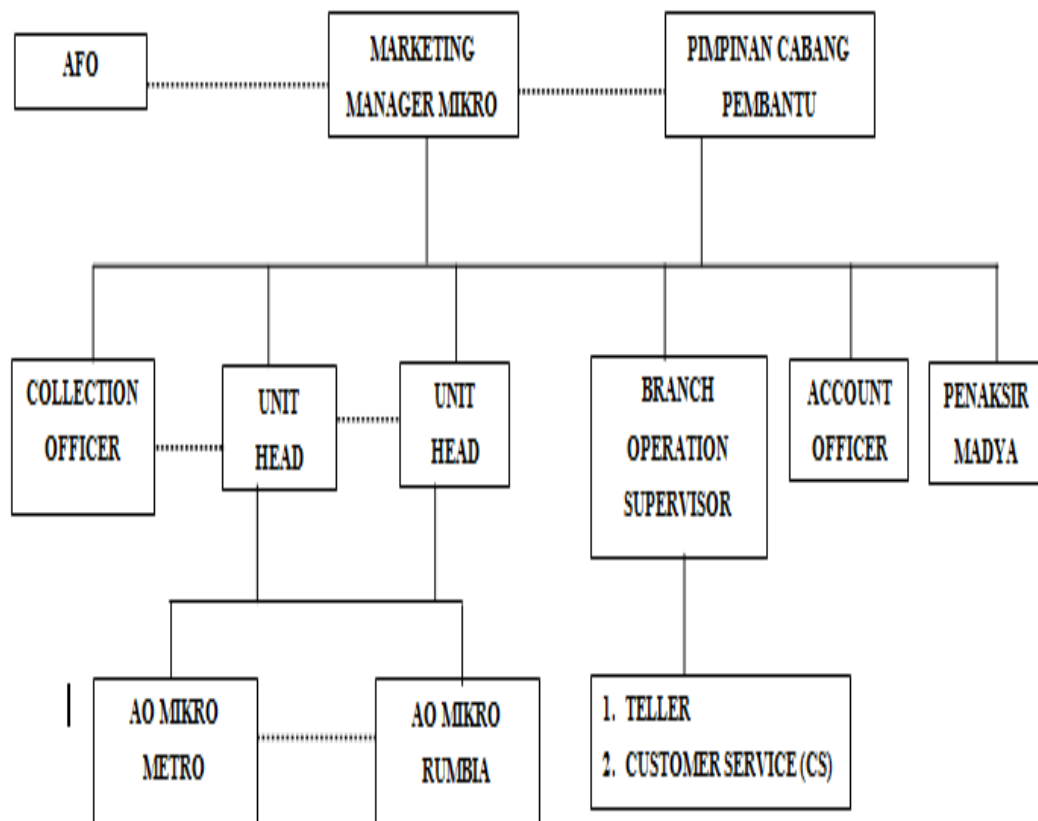 AFO
MARKETING
MANAGER MIKRO
PIMPINAN CABANG
PEMBANTU
COLLECTION
OFFICER
UNIT
HEAD
UNIT
HEAD
BRANCH
OPERATION
SUPERVISOR
ACCOUNT
OFFICER
PENAKSIR
MADYA
AO MIKRO
METRO
AO MIKRO
RUMBIA
1. TELLER
2. CUSTOMER SERVICE (CS)